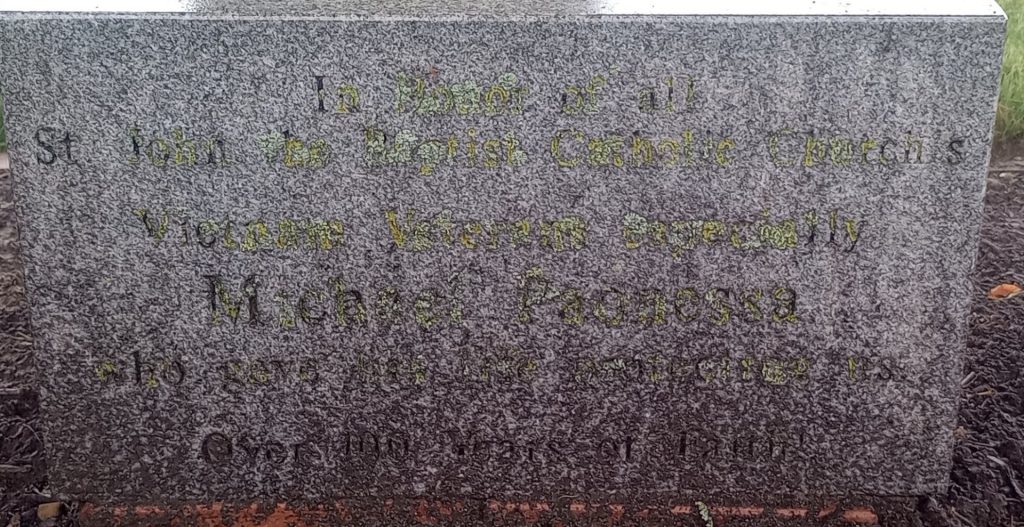 In Honor of all
St. John the Baptist Catholic Church's
Vietnam Veterans especially
Michael Pagnessa
who gave his life protecting us.
Over 100 Years of Faith!